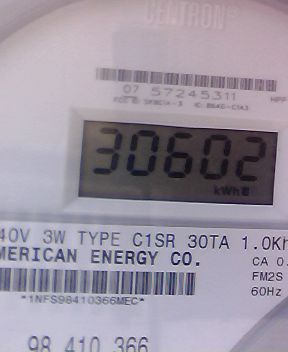 CENTRON®
07 57245311
30602
kWh
40V 3W TYPE C1SR 30TA 1.0Kh
MERICAN ENERGY CO.
CA 0.
FM2S
60Hz
*1NFS98410366MEC*
98 410 366